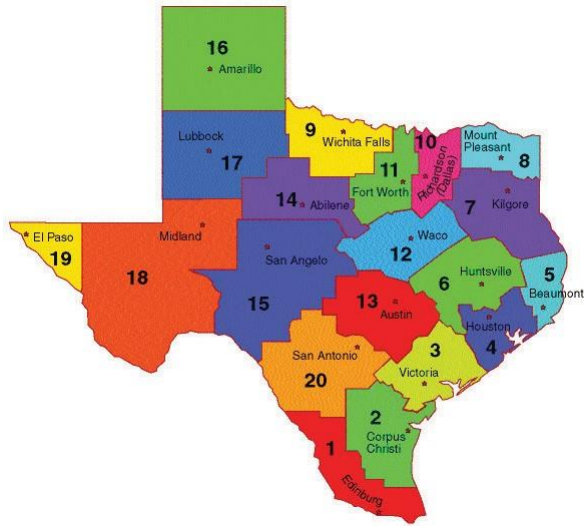 16
Amarillo
Lubbock
17
9
Wichita Falls
10
Richardson
(Dallas)
Mount
Pleasant
8
11
Fort Worth
14
Abilene
7
Kilgore
El Paso
19
Midland
18
San Angelo
15
Waco
12
Huntsville
6
5
Beaumont
13
Austin
Houston
4
San Antonio
20
3
Victoria
2
Corpus
Christi
1
Edinburg